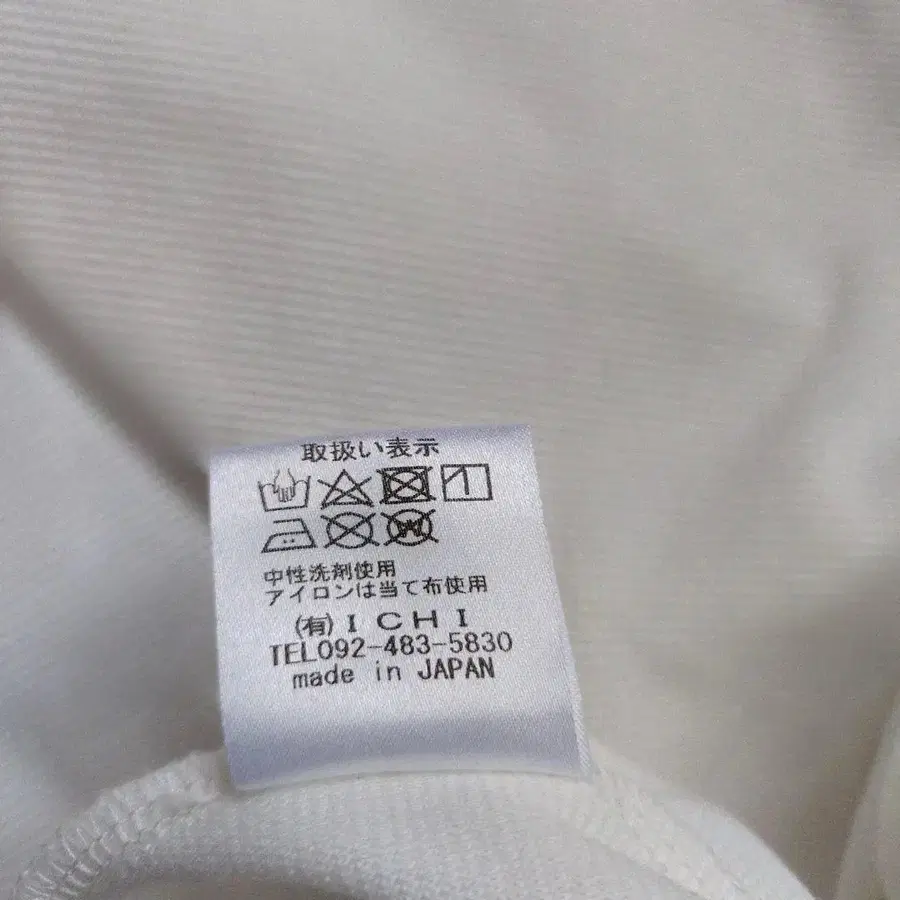 取扱い表示
中性洗剤使用
アイロンは当て布使用
(有)ICHI
TEL092-483-5830
made in JAPAN